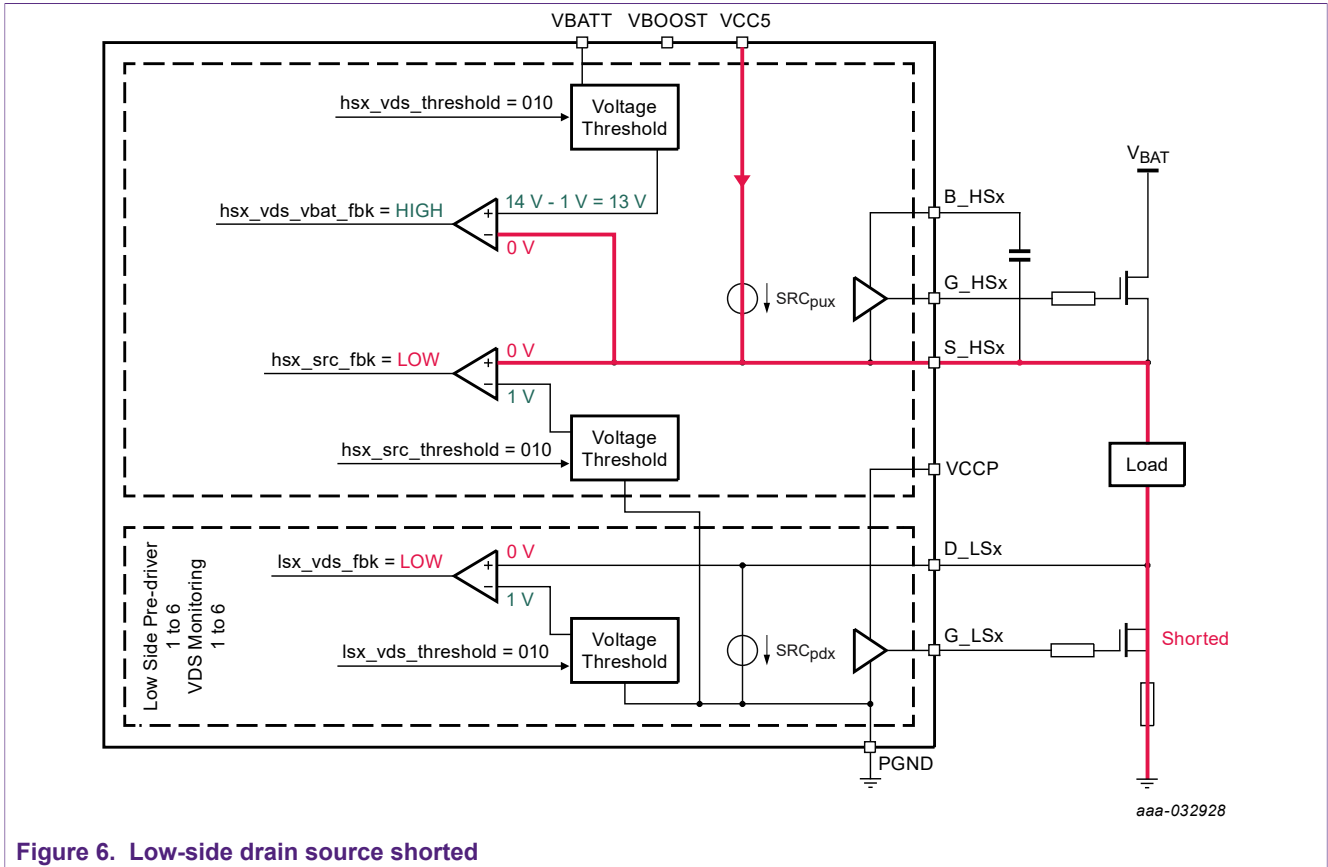 VBATT VBOOST VCC5
hsx_vds_threshold = 010
Voltage
Threshold
VBAT
14 V - 1 V = 13 V
B_HSx
hsx_vds_vbat_fbk = HIGH
+
−
0 V
SRCpux
G_HSx
hsx_src_fbk = LOW
0 V
+
−
1 V
S_HSx
Voltage
Threshold
hsx_src_threshold = 010
Load
VCCP
Low Side Pre-driver
1 to 6
VDS Monitoring
1 to 6
lsx_vds_fbk = LOW
0 V
+
−
1 V
D_LSx
Voltage
Threshold
lsx_vds_threshold = 010
SRCpdx
G_LSx
Shorted
PGND
aaa-032928
Figure 6. Low-side drain source shorted